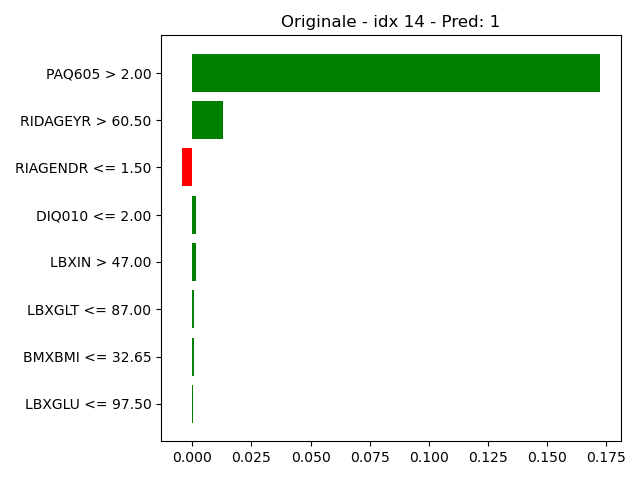 Originale - idx 14 - Pred: 1
PAQ605 > 2.00
RIDAGEYR > 60.50
RIAGENDR <= 1.50
DIQ010 <= 2.00
LBXIN > 47.00
LBXGLT <= 87.00
BMXBMI <= 32.65
LBXGLU <= 97.50
0.000 0.025 0.050 0.075 0.100 0.125 0.150 0.175